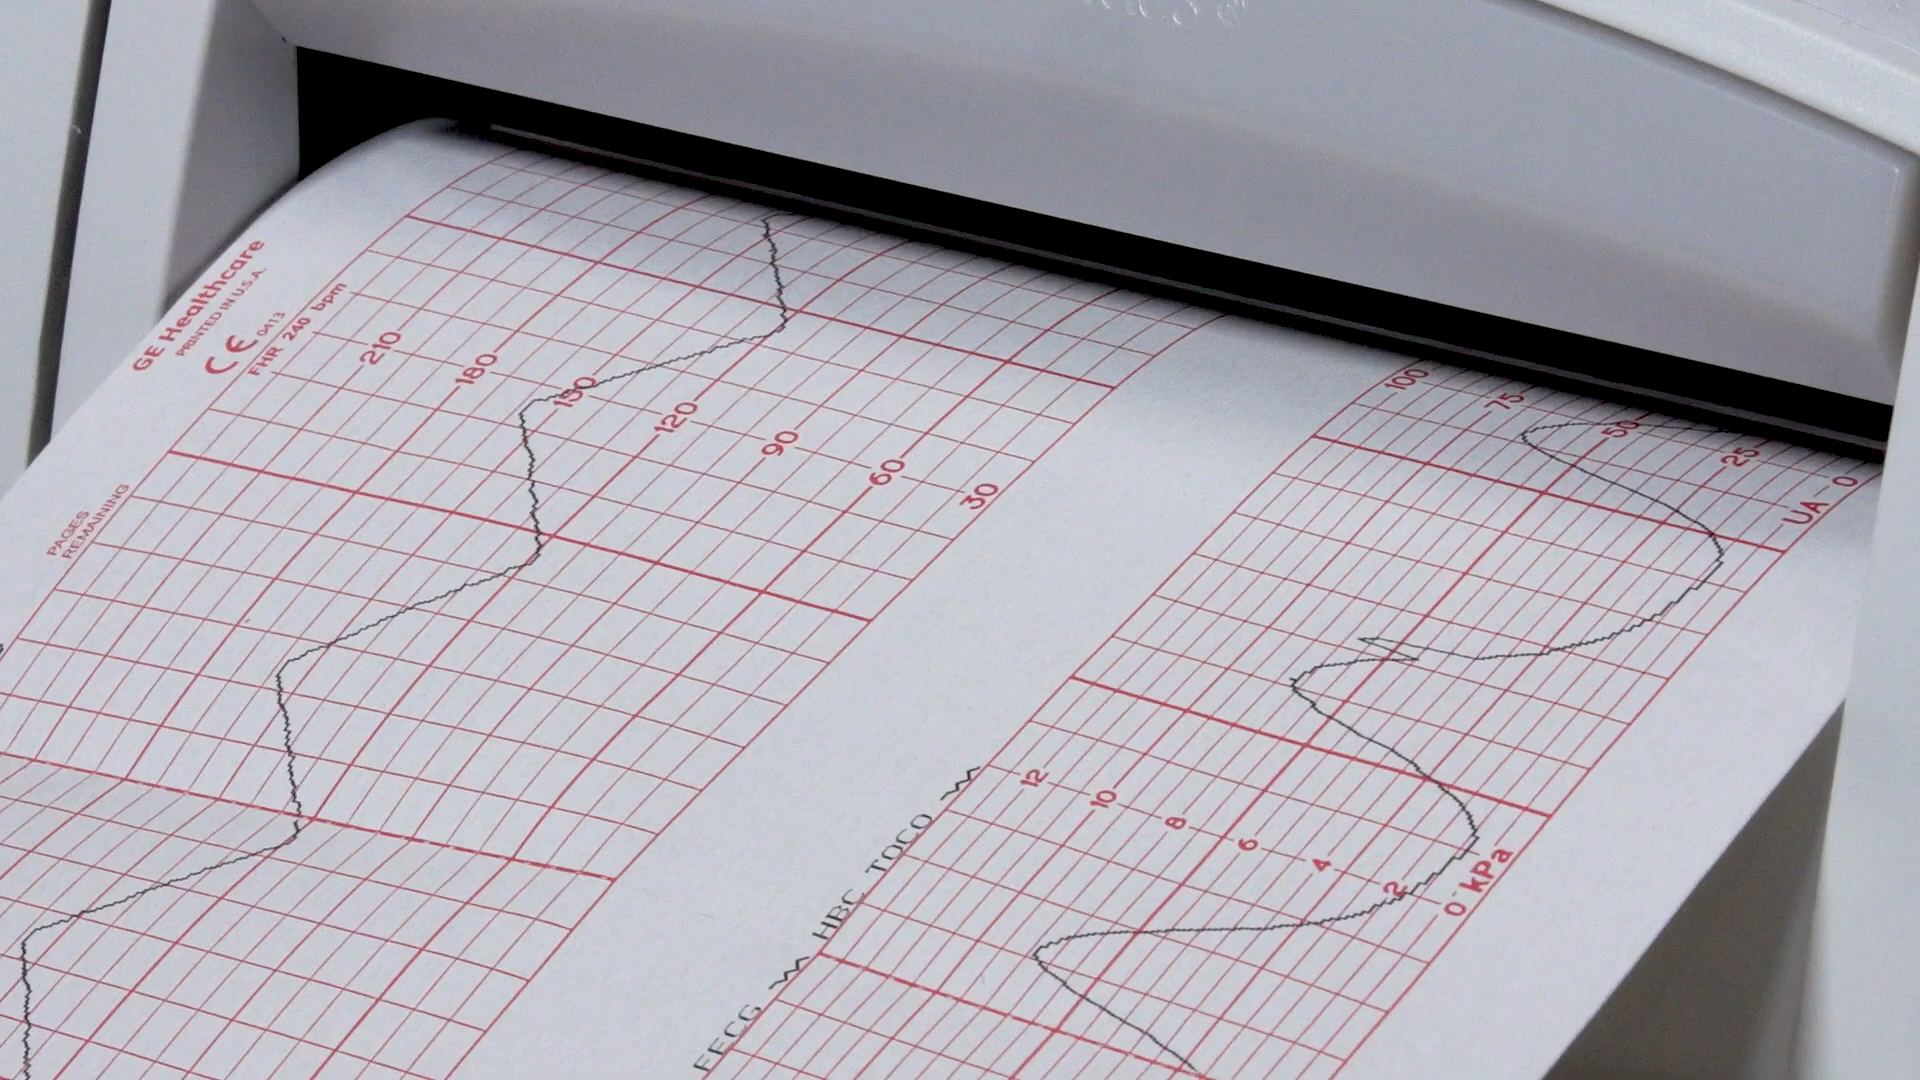 GE Healthcare
PRINTED IN U.S.A.
CE 0413
FHR 240 bpm
210
180
150
120
90
60
30
PAGES
REMAINING
100
75
50
25
0
UA
12
10
8
6
4
2
0 kPa
HBC TOCO
FECG